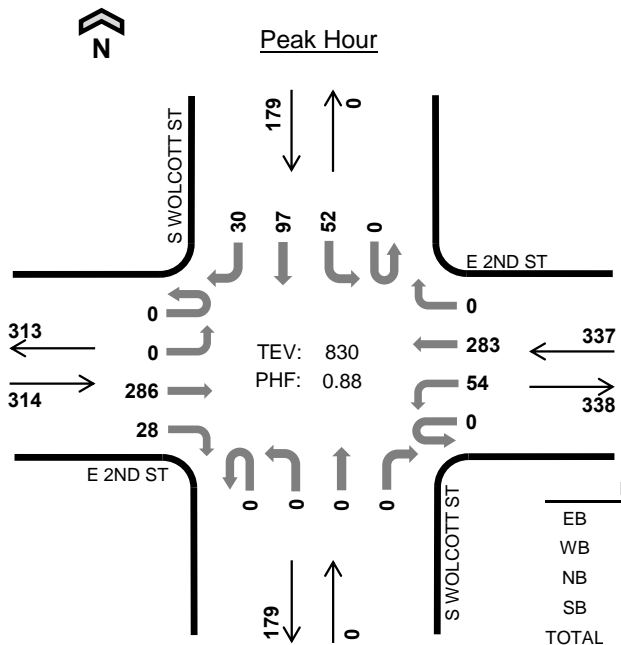 N
Peak Hour
179
0
S WOLCOTT ST
30
97
52
0
E 2ND ST
0
0
313
0
283
337
TEV: 830
PHF: 0.88
314
286
54
338
28
0
E 2ND ST
0
0
0
0
S WOLCOTT ST
EB
WB
NB
SB
TOTAL
179
0